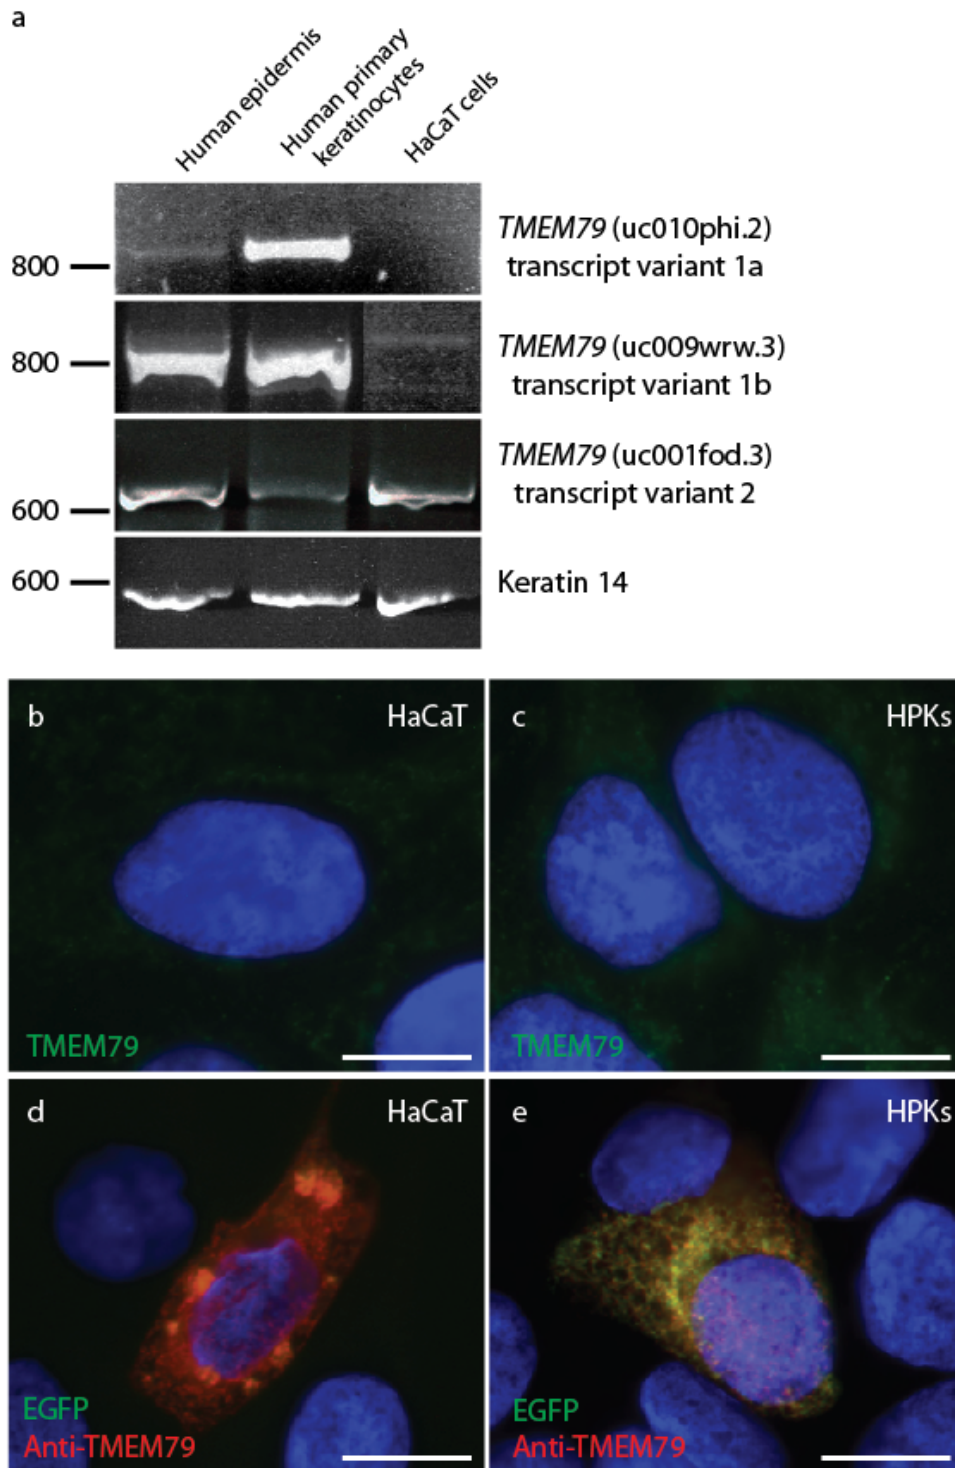 a
Human epidermis
Human primary
keratinocytes
HaCaT cells
800
TMEM79 (uc010phi.2)
transcript variant 1a
800
TMEM79 (uc009wrw.3)
transcript variant 1b
600
TMEM79 (uc001fod.3)
transcript variant 2
600
Keratin 14
b
HaCaT
TMEM79
c
HPKs
TMEM79
d
HaCaT
EGFP
Anti-TMEM79
e
HPKs
EGFP
Anti-TMEM79